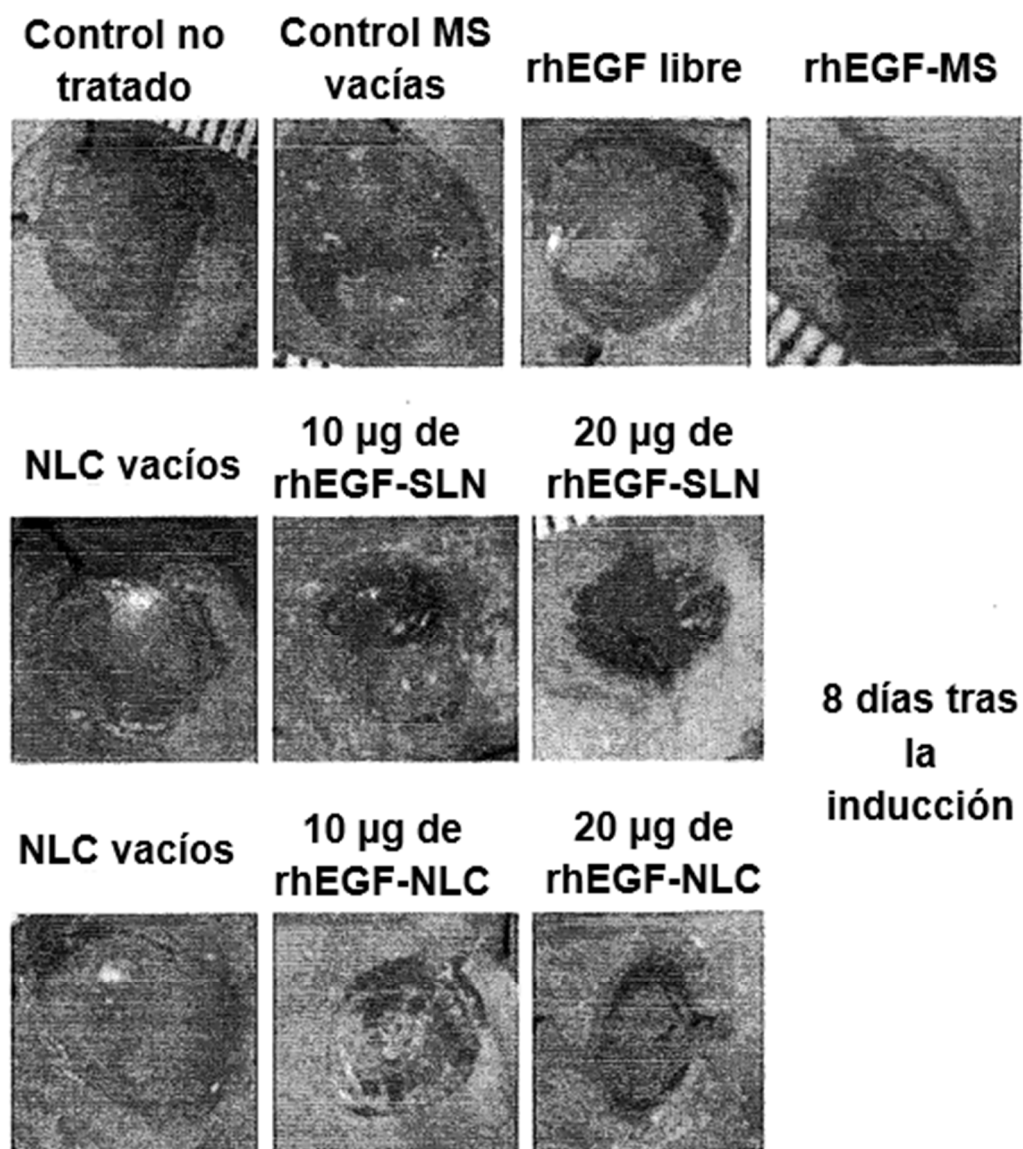 Control no
tratado
Control MS
vacías
rhEGF libre
rhEGF-MS
NLC vacíos
10 µg de
rhEGF-SLN
20 µg de
rhEGF-SLN
8 días tras
la
inducción
NLC vacíos
10 µg de
rhEGF-NLC
20 µg de
rhEGF-NLC